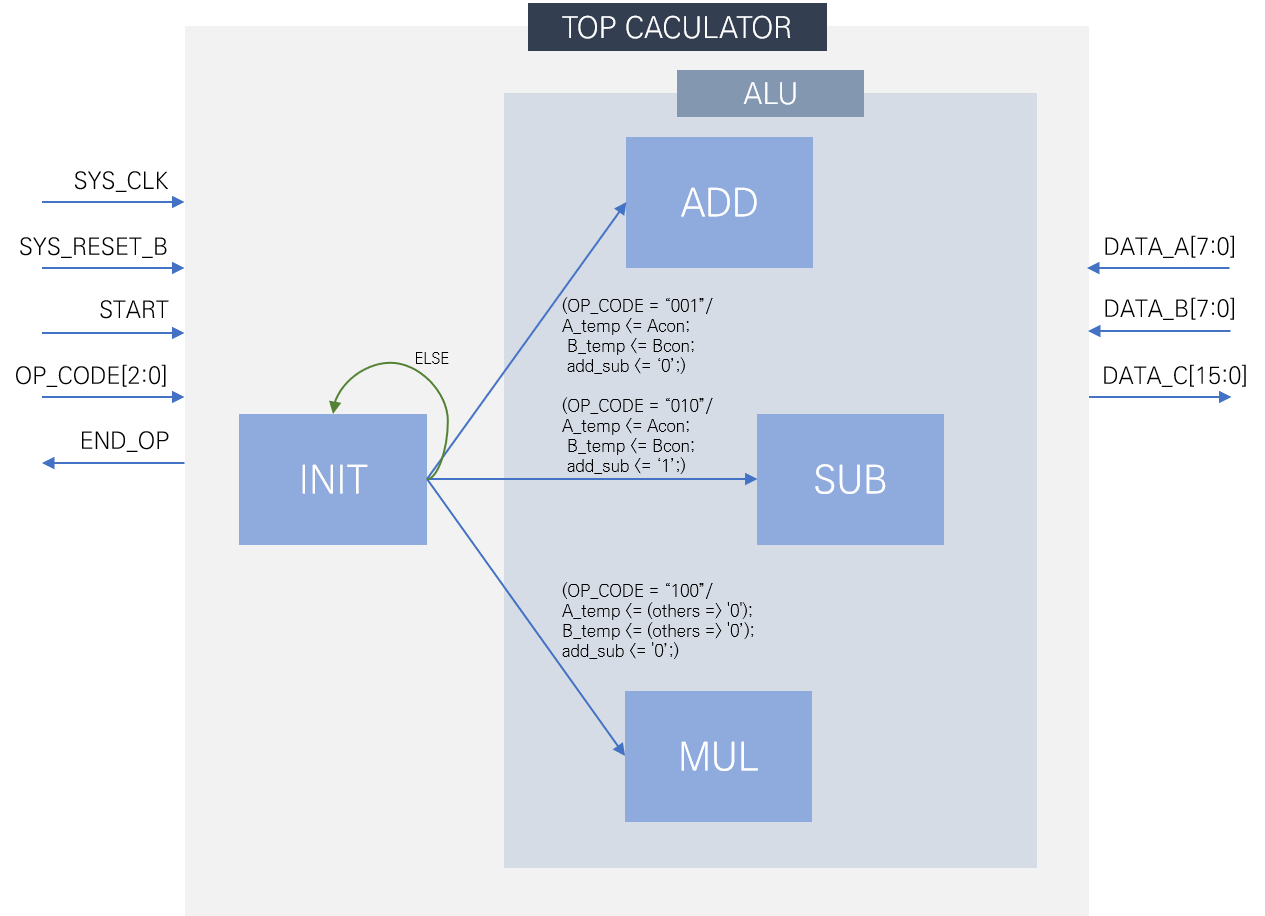 TOP CACULATOR
ALU
ADD
SYS_CLK
SYS_RESET_B
START
OP_CODE[2:0]
END_OP
DATA_A[7:0]
DATA_B[7:0]
DATA_C[15:0]
(OP_CODE = “001”/
A_temp <= Acon;
B_temp <= Bcon;
add_sub <= ‘0’;)
ELSE
(OP_CODE = “010”/
A_temp <= Acon;
B_temp <= Bcon;
add_sub <= ‘1’;)
INIT
SUB
(OP_CODE = “100”/
A_temp <= (others => '0');
B_temp <= (others => '0’);
add_sub <= '0’;)
MUL